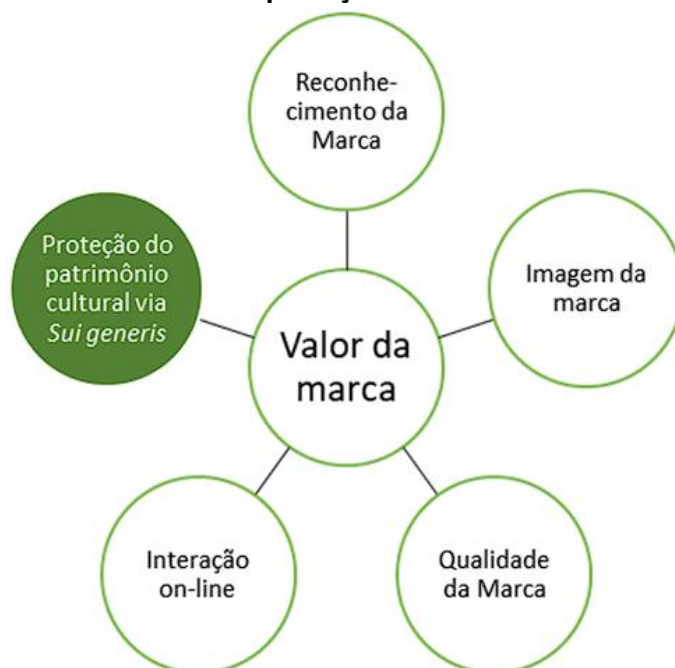 Reconhe-
cimento da
Marca
Proteção do
patrimônio
cultural via
Sui generis
Imagem da
marca
Valor da
marca
Interação
on-line
Qualidade
da Marca